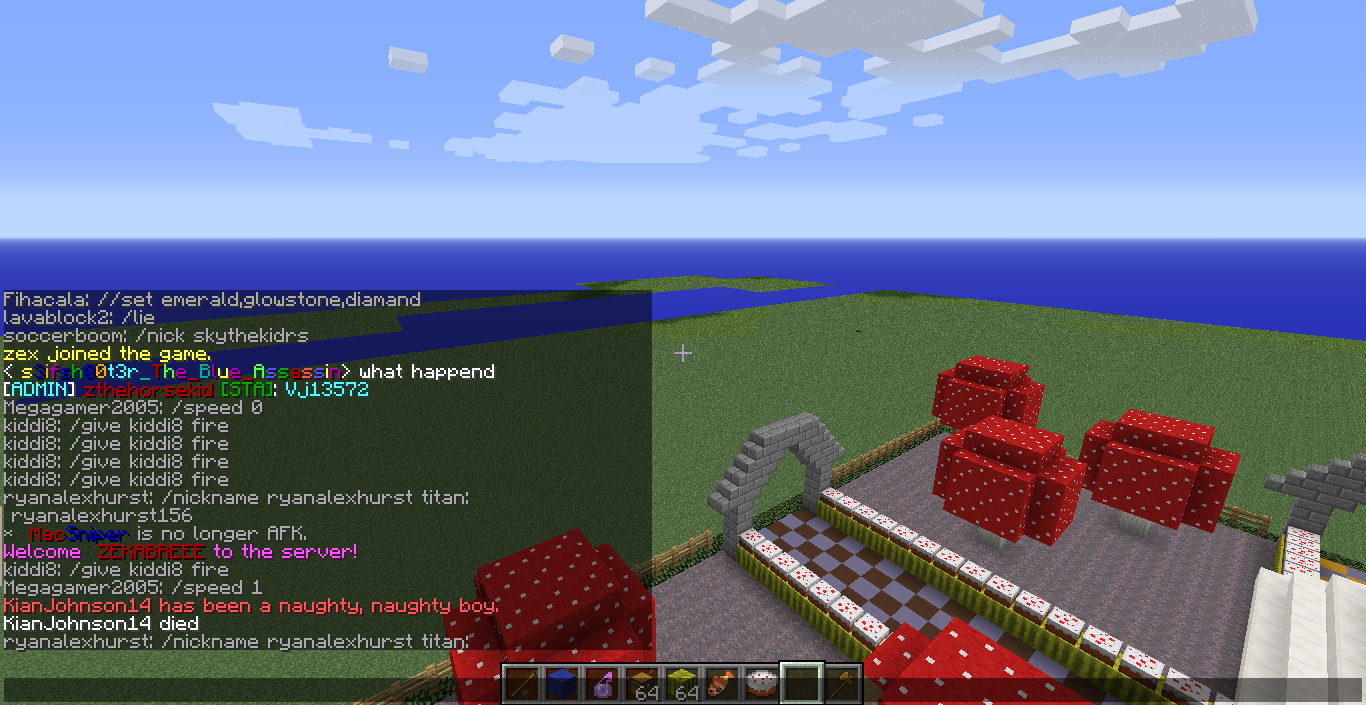 Fihacala: //set emerald,glowstone,diamand
lavablock2: /lie
soccerboom: /nick skythekidrs
zex joined the game.
< s3ifsh00t3r_The_Blue_Assassin> what happend
[ADMIN] zthehorsekid [STA]: Vj13572
Megagamer2005: /speed 0
kiddi8: /give kiddi8 fire
kiddi8: /give kiddi8 fire
kiddi8: /give kiddi8 fire
kiddi8: /give kiddi8 fire
ryanalexhurst: /nickname ryanalexhurst titan:
ryanalexhurst156
* MacSniper is no longer AFK.
Welcome ZEKABREEE to the server!
kiddi8: /give kiddi8 fire
Megagamer2005: /speed 1
KianJohnson14 has been a naughty, naughty boy.
KianJohnson14 died
ryanalexhurst: /nickname ryanalexhurst titan:
64 64